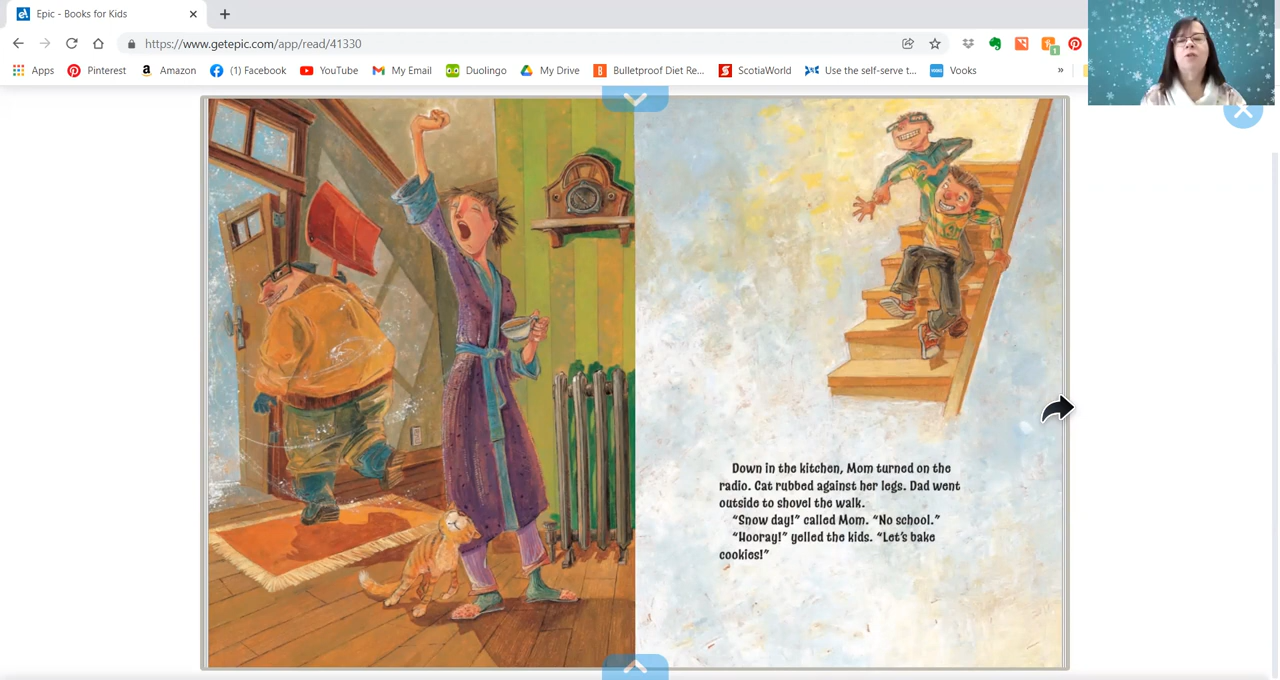 Epic - Books for Kids
https://www.getepic.com/app/read/41330
Apps Pinterest Amazon (1) Facebook YouTube My Email Duolingo My Drive Bulletproof Diet Re... ScotiaWorld Use the self-serve t... Vooks »
Down in the kitchen, Mom turned on the
radio. Cat rubbed against her legs. Dad went
outside to shovel the walk.
“Snow day!” called Mom. “No school.”
“Hooray!” yelled the kids. “Let’s bake
cookies!”